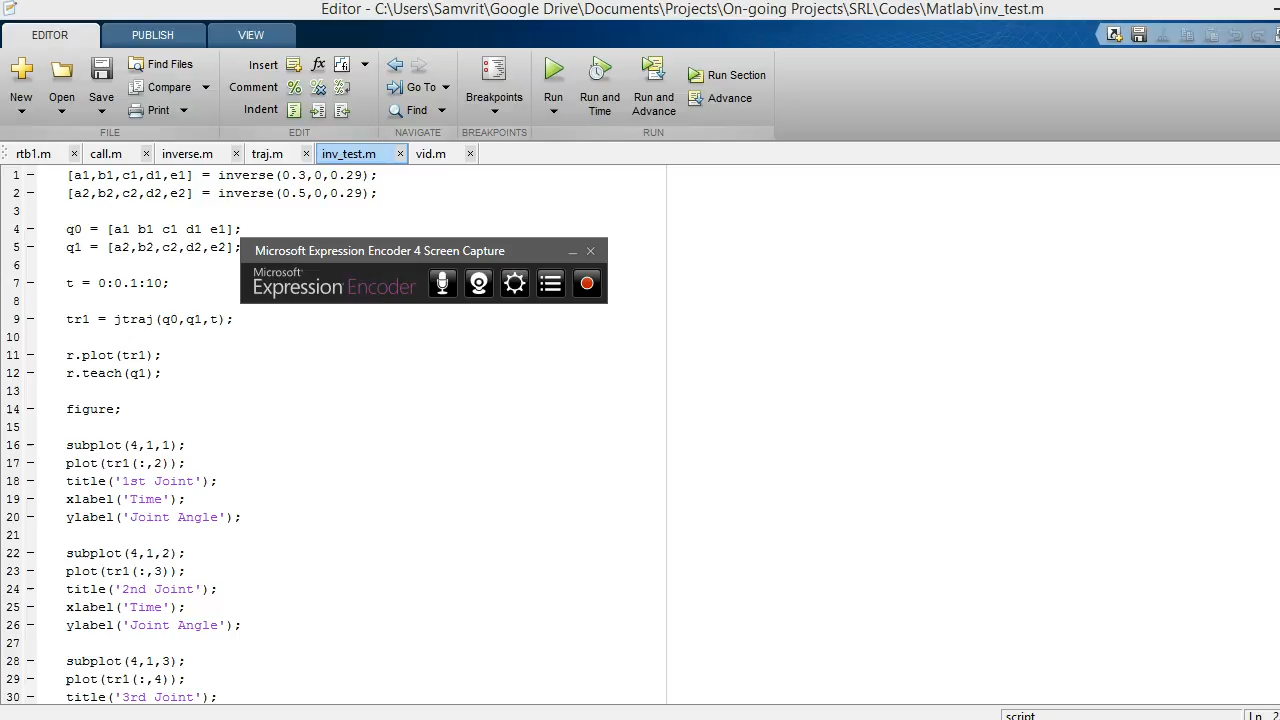 Editor - C:\Users\Samvrit\Google Drive\Documents\Projects\On-going Projects\SRL\Codes\Matlab\inv_test.m
EDITOR PUBLISH VIEW
New Open Save Find Files Compare Print
Insert fx Comment Indent
Go To Find
Breakpoints
Run Run and Time Run and Advance Run Section Advance
FILE EDIT NAVIGATE BREAKPOINTS RUN
rtb1.m call.m inverse.m traj.m inv_test.m vid.m
1 [a1,b1,c1,d1,e1] = inverse(0.3,0,0.29);
2 [a2,b2,c2,d2,e2] = inverse(0.5,0,0.29);
3
4 q0 = [a1 b1 c1 d1 e1];
5 q1 = [a2,b2,c2,d2,e2];
6
7 t = 0:0.1:10;
8
9 tr1 = jtraj(q0,q1,t);
10
11 r.plot(tr1);
12 r.teach(q1);
13
14 figure;
15
16 subplot(4,1,1);
17 plot(tr1(:,2));
18 title('1st Joint');
19 xlabel('Time');
20 ylabel('Joint Angle');
21
22 subplot(4,1,2);
23 plot(tr1(:,3));
24 title('2nd Joint');
25 xlabel('Time');
26 ylabel('Joint Angle');
27
28 subplot(4,1,3);
29 plot(tr1(:,4));
30 title('3rd Joint');
Microsoft Expression Encoder 4 Screen Capture
Microsoft
Expression Encoder
script Ln 2